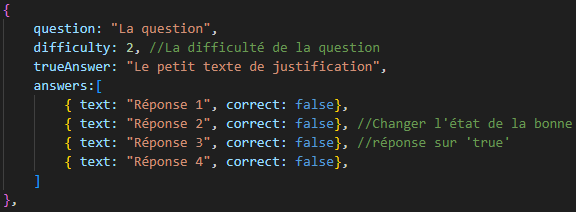 {
question: "La question",
difficulty: 2, //La difficulté de la question
trueAnswer: "Le petit texte de justification",
answers:[
{ text: "Réponse 1", correct: false},
{ text: "Réponse 2", correct: false}, //Changer l'état de la bonne
{ text: "Réponse 3", correct: false}, //réponse sur 'true'
{ text: "Réponse 4", correct: false},
]
},